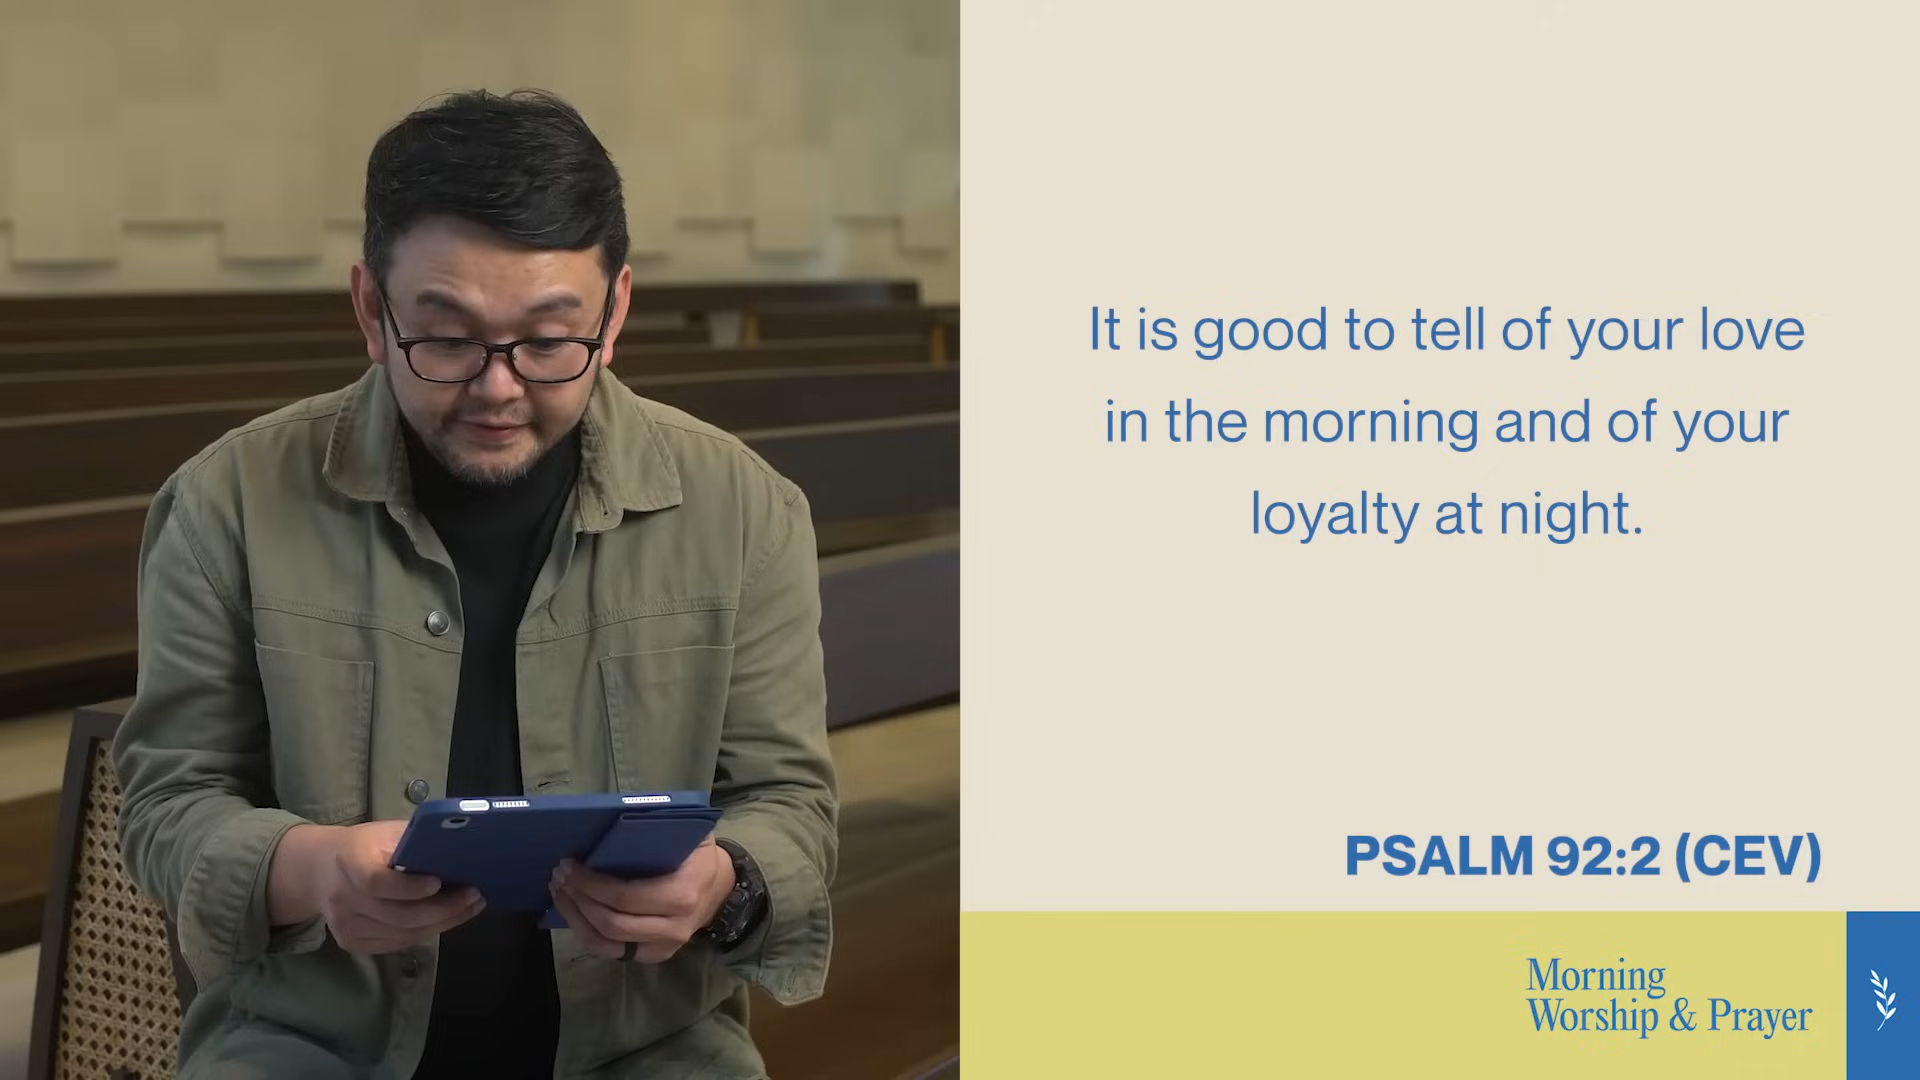 It is good to tell of your love
in the morning and of your
loyalty at night.
PSALM 92:2 (CEV)
Morning
Worship & Prayer